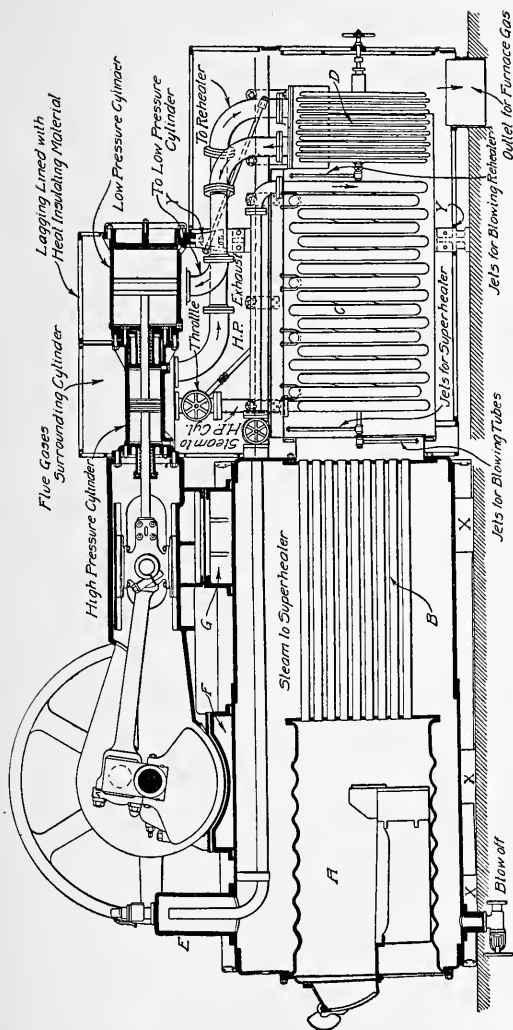 Lagging Lined with
Heat Insulating Material
Low Pressure Cylinder
To Low Pressure
Cylinder
To Reheater
Flue Gases
Surrounding Cylinder
High Pressure Cylinder
Throttle
H.P. Exhaust
Steam to
H.P. Cyl.
Y
D
C
Y
E
F
G
Steam to Superheater
A
B
X
X
X
Blow off
Jets for Blowing Tubes
Jets for Superheater
Jets for Blowing Reheater
Outlet for Furnace Gas